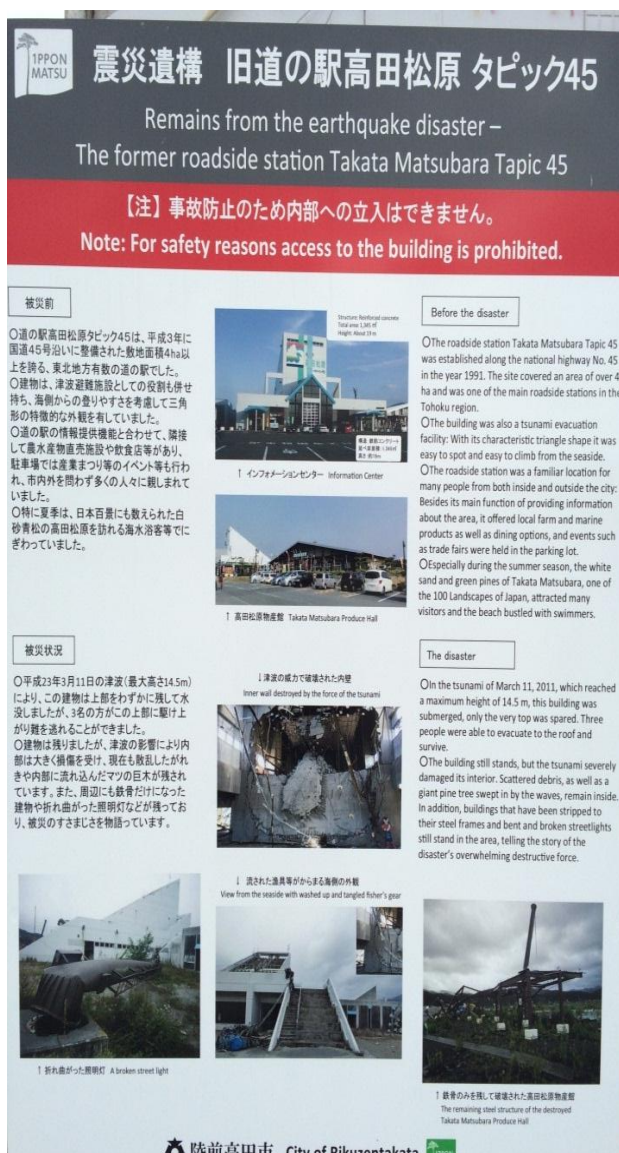 1PPON
MATSU
震災遺構 旧道の駅高田松原 タピック45
Remains from the earthquake disaster –
The former roadside station Takata Matsubara Tapic 45
【注】事故防止のため内部への立入はできません。
Note: For safety reasons access to the building is prohibited.
被災前
○道の駅高田松原タピック45は、平成3年に
国道45号沿いに整備された敷地面積4ha以
上を誇る、東北地方有数の道の駅でした。
○建物は、津波避難施設としての役割も併せ
持ち、海側からの登りやすさを考慮して三角
形の特徴的な外観を有していました。
○道の駅の情報提供機能と合わせて、隣接
して農水産物直売施設や飲食店等があり、
駐車場では産業まつり等のイベント等も行わ
れ、市内外を問わず多くの人々に親しまれて
いました。
○特に夏季は、日本百景にも数えられた白
砂青松の高田松原を訪れる海水浴客等でに
ぎわっていました。
Structure: Reinforced concrete
Total area: 1,385 ㎡
Height: About 19 m
↑ インフォメーションセンター Information Center
↑ 高田松原物産館 Takata Matsubara Produce Hall
Before the disaster
○The roadside station Takata Matsubara Tapic 45
was established along the national highway No. 45
in the year 1991. The site covered an area of over 4
ha and was one of the main roadside stations in the
Tohoku region.
○The building was also a tsunami evacuation
facility: With its characteristic triangle shape it was
easy to spot and easy to climb from the seaside.
○The roadside station was a familiar location for
many people from both inside and outside the city:
Besides its main function of providing information
about the area, it offered local farm and marine
products as well as dining options, and events such
as trade fairs were held in the parking lot.
○Especially during the summer season, the white
sand and green pines of Takata Matsubara, one of
the 100 Landscapes of Japan, attracted many
visitors and the beach bustled with swimmers.
被災状況
○平成23年3月11日の津波(最大高さ14.5m)
により、この建物は上部をわずかに残して水
没しましたが、3名の方がこの上部に駆け上
がり難を逃れることができました。
○建物は残りましたが、津波の影響により内
部は大きく損傷を受け、現在も散乱したがれ
きや内部に流れ込んだマツの巨木が残され
ています。また、周辺にも鉄骨だけになった
建物や折れ曲がった照明灯などが残ってお
り、被災のすさまじさを物語っています。
↓津波の威力で破壊された内壁
Inner wall destroyed by the force of the tsunami
The disaster
○In the tsunami of March 11, 2011, which reached
a maximum height of 14.5 m, this building was
submerged, only the very top was spared. Three
people were able to evacuate to the roof and
survive.
○The building still stands, but the tsunami severely
damaged its interior. Scattered debris, as well as a
giant pine tree swept in by the waves, remain inside.
In addition, buildings that have been stripped to
their steel frames and bent and broken streetlights
still stand in the area, telling the story of the
disaster's overwhelming destructive force.
↓ 流された漁具等がからまる海側の外観
View from the seaside with washed up and tangled fisher's gear
↑ 折れ曲がった照明灯 A broken street light
↑ 鉄骨のみを残して破壊された高田松原物産館
The remaining steel structure of the destroyed
Takata Matsubara Produce Hall
陸前高田市 City of Rikuzentakata